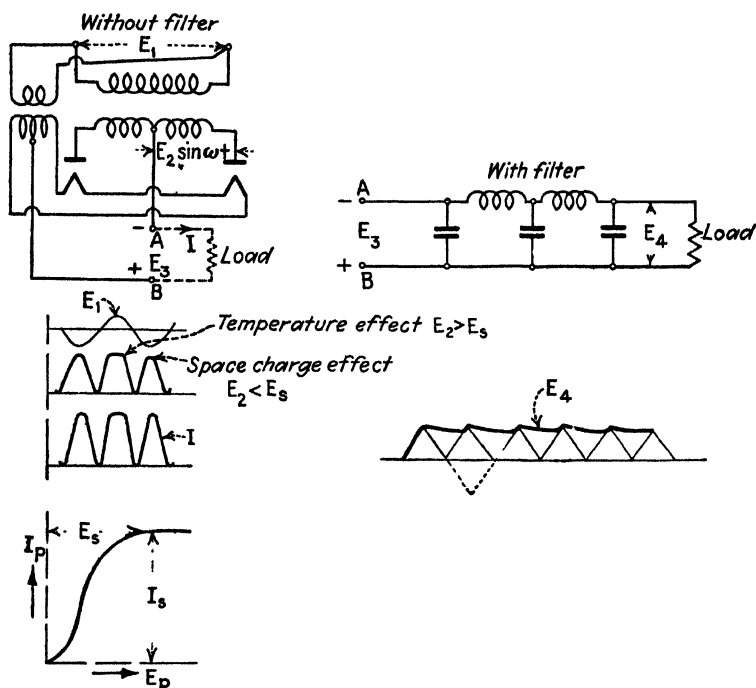 Without filter
E₁
E₂ sin ωt
- A I
Load
E₃
+ B
With filter
- A
E₃
E₄
Load
+ B
E₁
Temperature effect E₂>Eₛ
Space charge effect
E₂<Eₛ
I
E₄
Eₛ
Iₚ
Iₛ
Eₚ